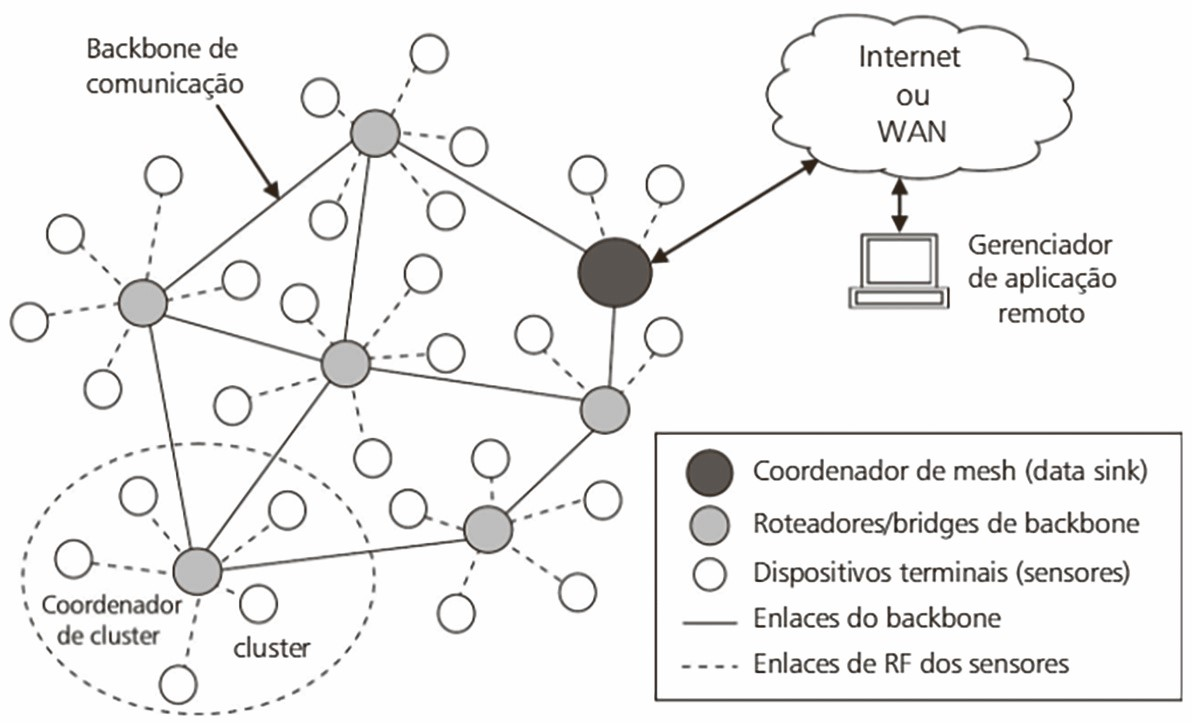 Backbone de
comunicação
Internet
ou
WAN
Gerenciador
de aplicação
remoto
Coordenador
de cluster
cluster
Coordenador de mesh (data sink)
Roteadores/bridges de backbone
Dispositivos terminais (sensores)
Enlaces do backbone
Enlaces de RF dos sensores